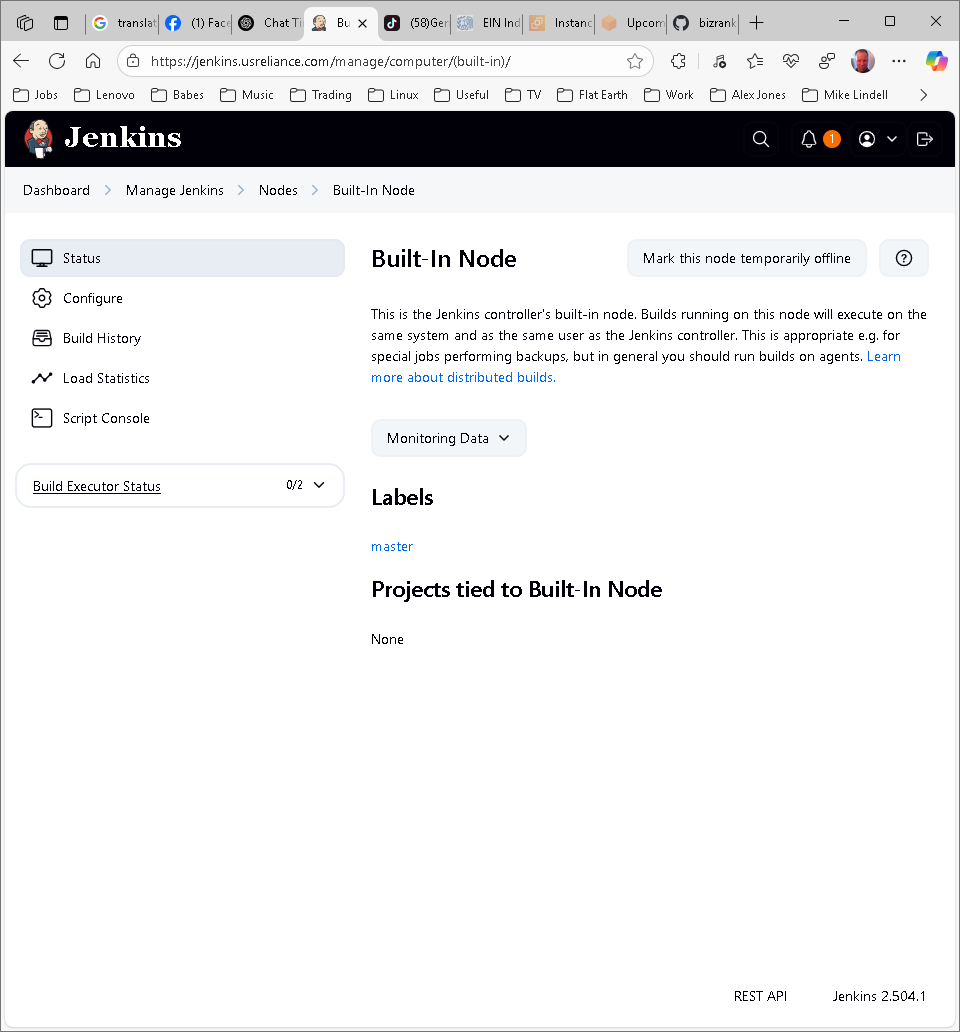 translat
(1) Face
Chat Ti
Bu
(58)Ger
EIN Ind
Instanc
Upcom
bizrank
https://jenkins.usreliance.com/manage/computer/(built-in)/
Jobs
Lenovo
Babes
Music
Trading
Linux
Useful
TV
Flat Earth
Work
Alex Jones
Mike Lindell
Jenkins
1
Dashboard
Manage Jenkins
Nodes
Built-In Node
Status
Configure
Build History
Load Statistics
Script Console
Build Executor Status
0/2
Built-In Node
Mark this node temporarily offline
This is the Jenkins controller's built-in node. Builds running on this node will execute on the
same system and as the same user as the Jenkins controller. This is appropriate e.g. for
special jobs performing backups, but in general you should run builds on agents. Learn
more about distributed builds.
Monitoring Data
Labels
master
Projects tied to Built-In Node
None
REST API
Jenkins 2.504.1